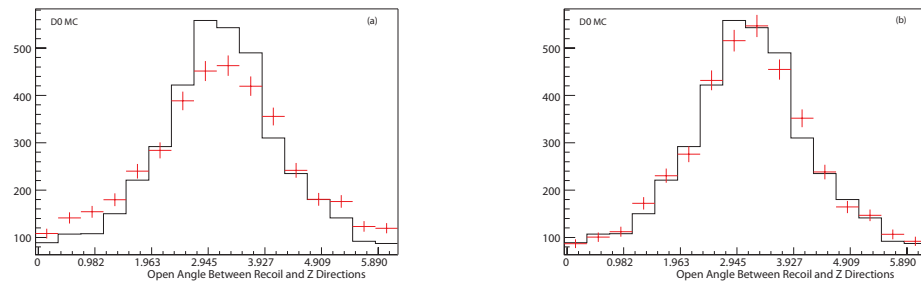 D0 MC
(a)
500
400
300
200
100
0 0.982 1.963 2.945 3.927 4.909 5.890
Open Angle Between Recoil and Z Directions
D0 MC
(b)
500
400
300
200
100
0 0.982 1.963 2.945 3.927 4.909 5.890
Open Angle Between Recoil and Z Directions